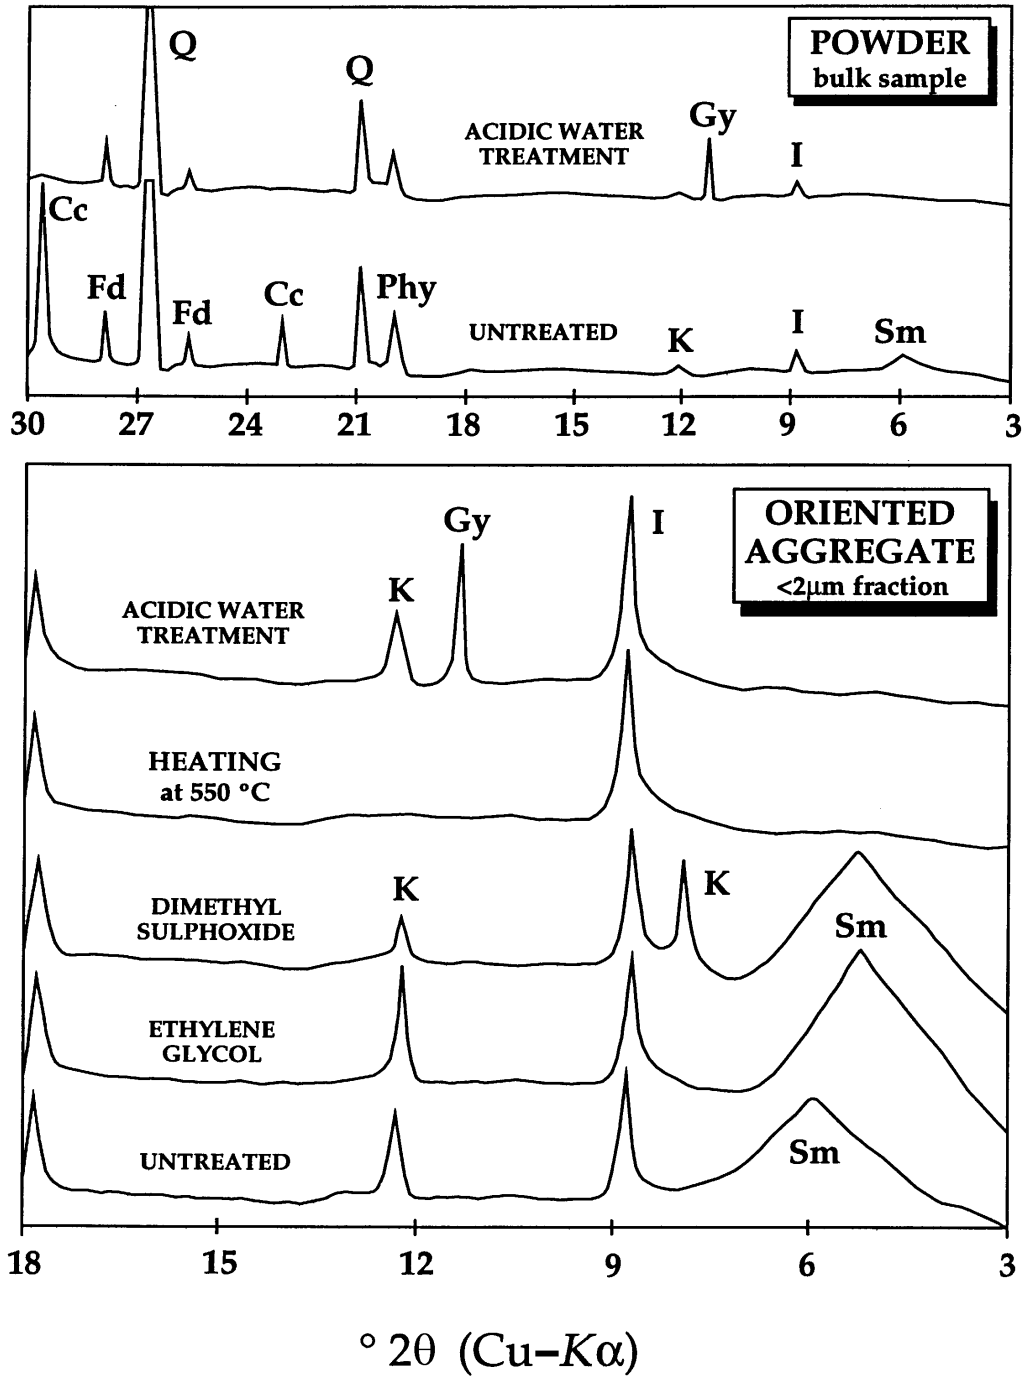 POWDER
bulk sample
Q
Q
ACIDIC WATER
TREATMENT
Gy
I
Cc
Fd
Fd
Cc
Phy
UNTREATED
K
I
Sm
30 27 24 21 18 15 12 9 6 3
ORIENTED
AGGREGATE
<2μm fraction
Gy
I
K
ACIDIC WATER
TREATMENT
HEATING
at 550 °C
K
K
DIMETHYL
SULPHOXIDE
Sm
ETHYLENE
GLYCOL
UNTREATED
Sm
18 15 12 9 6 3
° 2θ (Cu–Kα)